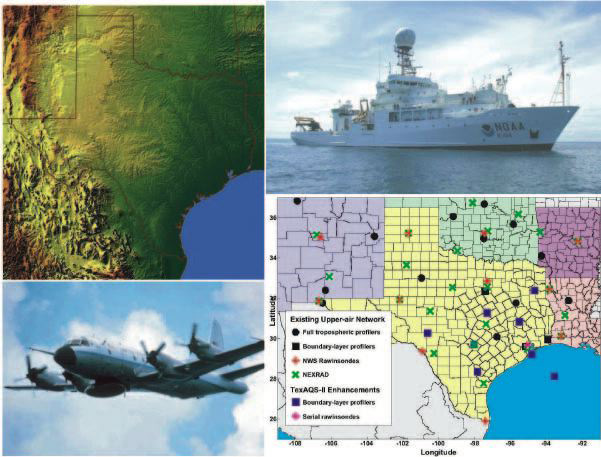 NOAA
36
34
32
30
28
26
Latitude
Existing Upper-air Network
Full tropospheric profilers
Boundary-layer profilers
NWS Rawinsondes
NEXRAD
TexAQS-II Enhancements
Boundary-layer profilers
Serial rawinsondes
-108 -106 -104 -102 -100 -98 -96 -94 -92
Longitude